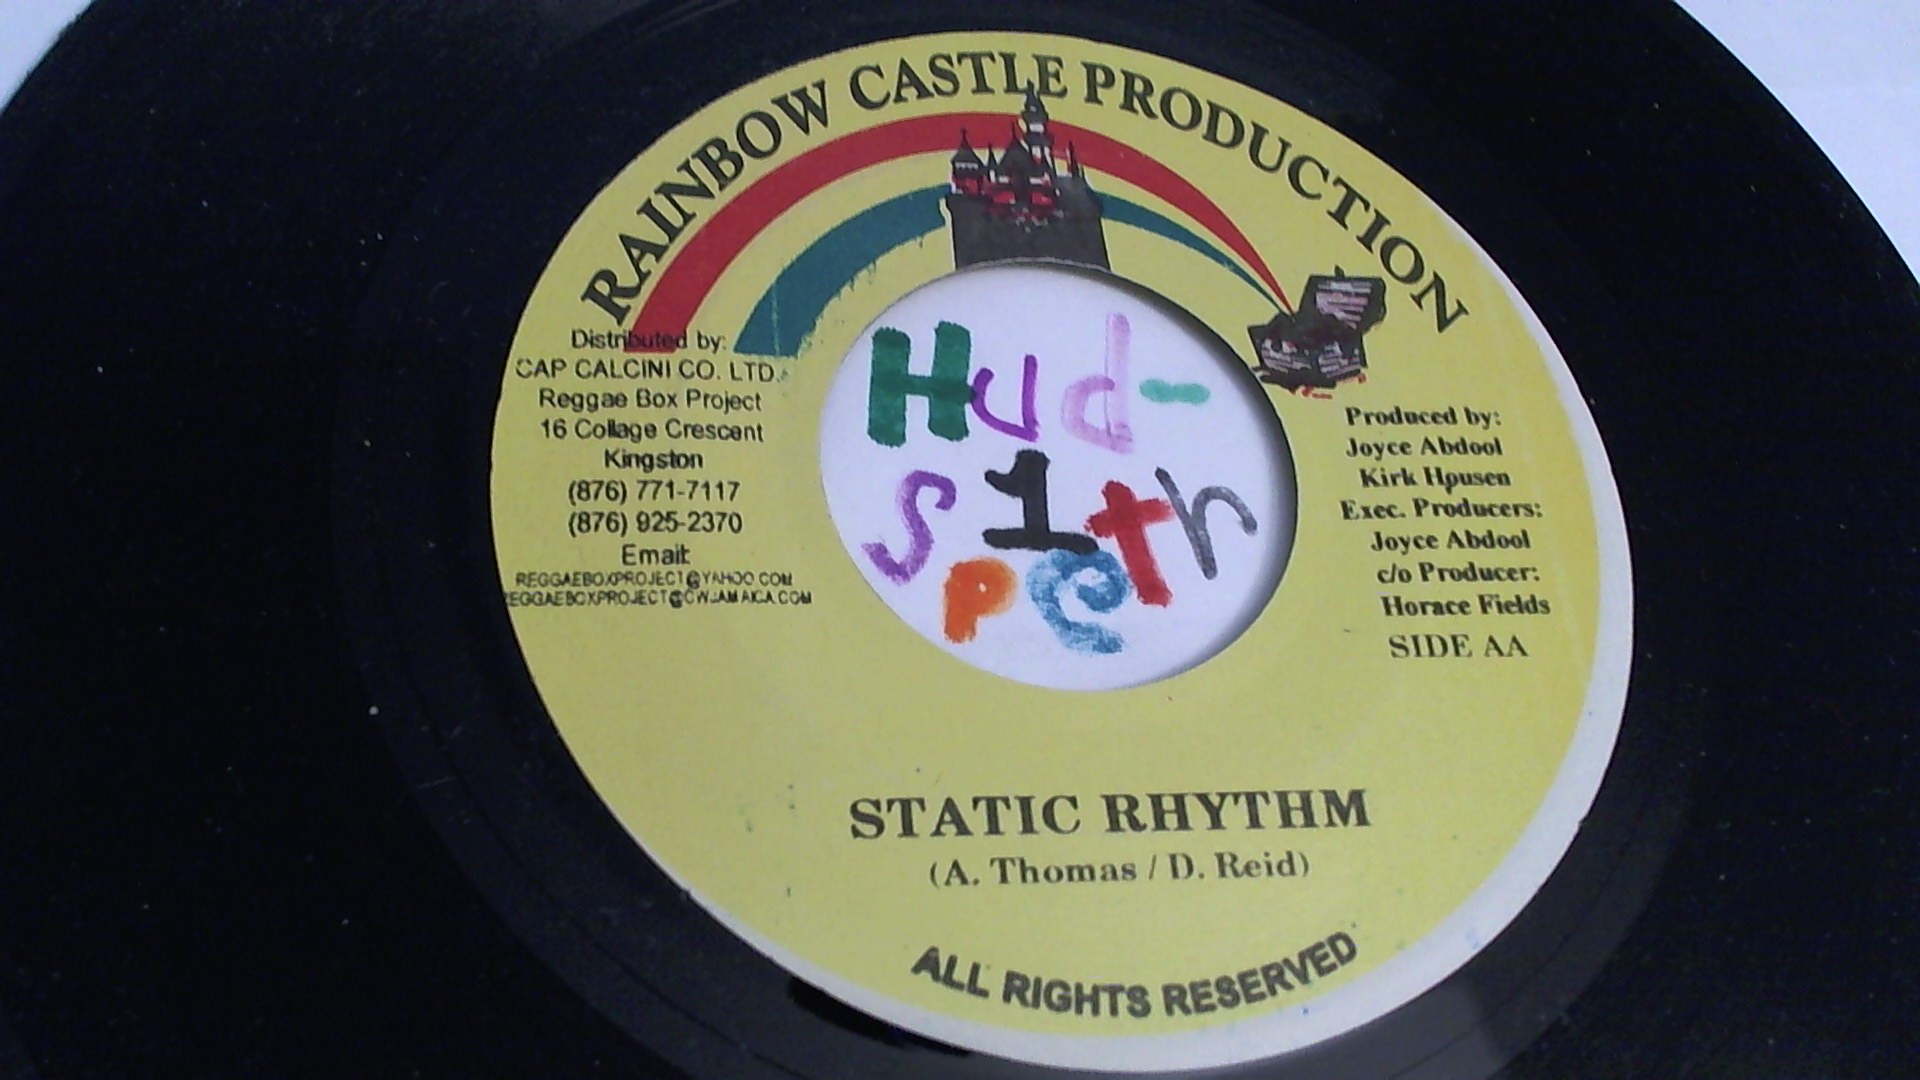 RAINBOW CASTLE PRODUCTION
Distributed by:
CAP CALCINI CO. LTD.
Reggae Box Project
16 Collage Crescent
Kingston
(876) 771-7117
(876) 925-2370
Email:
REGGAEBOXPROJECT@YAHOO.COM
REGGAEBOXPROJECT@CWJAMAICA.COM
Hud-
s1th
pe
Produced by:
Joyce Abdool
Kirk Hpusen
Exec. Producers:
Joyce Abdool
c/o Producer:
Horace Fields
SIDE AA
STATIC RHYTHM
(A. Thomas / D. Reid)
ALL RIGHTS RESERVED